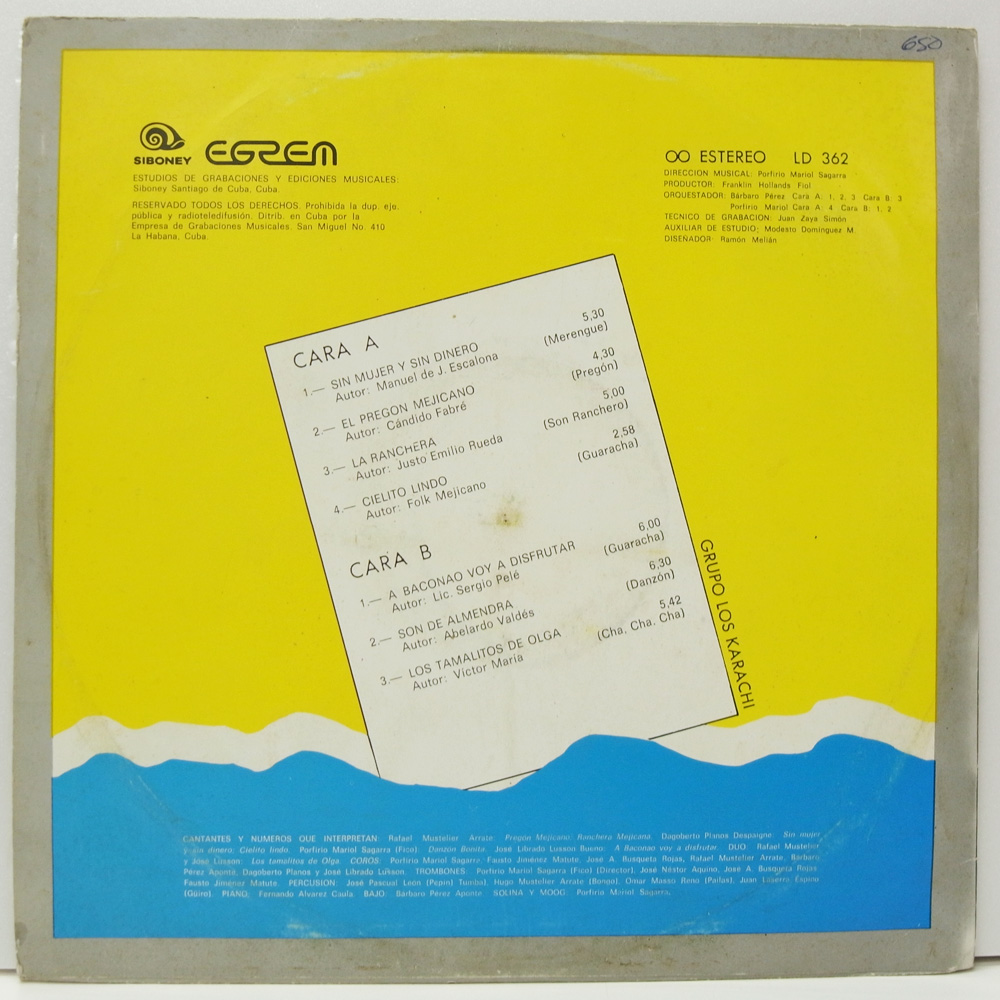 650
SIBONEY EGREM
ESTUDIOS DE GRABACIONES Y EDICIONES MUSICALES:
Siboney Santiago de Cuba, Cuba.
RESERVADO TODOS LOS DERECHOS. Prohibida la dup. eje.
pública y radioteledifusión. Ditrib. en Cuba por la
Empresa de Grabaciones Musicales. San Miguel No. 410
La Habana, Cuba.
ESTEREO LD 362
DIRECCION MUSICAL: Porfirio Mariol Sagarra
PRODUCTOR: Franklin Hollands Fiol
ORQUESTADOR: Bárbaro Pérez Cara A: 1, 2, 3 Cara B: 3
Porfirio Mariol Cara A: 4 Cara B: 1, 2
TECNICO DE GRABACION: Juan Zaya Simón
AUXILIAR DE ESTUDIO: Modesto Domínguez M.
DISEÑADOR: Ramón Melián
CARA A
1.— SIN MUJER Y SIN DINERO 5,30
Autor: Manuel de J. Escalona (Merengue)
2.— EL PREGON MEJICANO 4,30
Autor: Cándido Fabré (Pregón)
3.— LA RANCHERA 5,00
Autor: Justo Emilio Rueda (Son Ranchero)
4.— CIELITO LINDO 2,58
Autor: Folk Mejicano (Guaracha)
CARA B
1.— A BACONAO VOY A DISFRUTAR 6,00
Autor: Lic. Sergio Pelé (Guaracha)
2.— SON DE ALMENDRA 6,30
Autor: Abelardo Valdés (Danzón)
3.— LOS TAMALITOS DE OLGA 5,42
Autor: Victor Maria (Cha, Cha, Cha)
GRUPO LOS KARACHI
CANTANTES Y NUMEROS QUE INTERPRETAN: Rafael Mustelier Arrate: Pregón Mejicano; Ranchera Mejicana. Dagoberto Planos Despaigne: Sin mujer
y sin dinero; Cielito lindo. Porfirio Mariol Sagarra (Fico): Danzón Bonito. José Librado Lusson Bueno: A Baconao voy a disfrutar. DUO: Rafael Mustelier
y José Lusson: Los tamalitos de Olga. COROS: Porfirio Mariol Sagarra, Fausto Jiménez Matute, José A. Busqueta Rojas, Rafael Mustelier Arrate, Bárbaro
Pérez Aponte, Dagoberto Planos y José Librado Lusson. TROMBONES: Porfirio Mariol Sagarra (Fico) (Director), José Néstor Aquino, José A. Busqueta Rojas
Fausto Jiménez Matute. PERCUSION: José Pascual León (Pepín) Tumba), Hugo Mustelier Arrate (Bongo), Omar Masso Reno (Pailas), Juan Laserra Espino
(Güiro). PIANO, Fernando Alvarez Caula. BAJO: Bárbaro Pérez Aponte. SOLINA Y MOOG: Porfirio Mariol Sagarra.